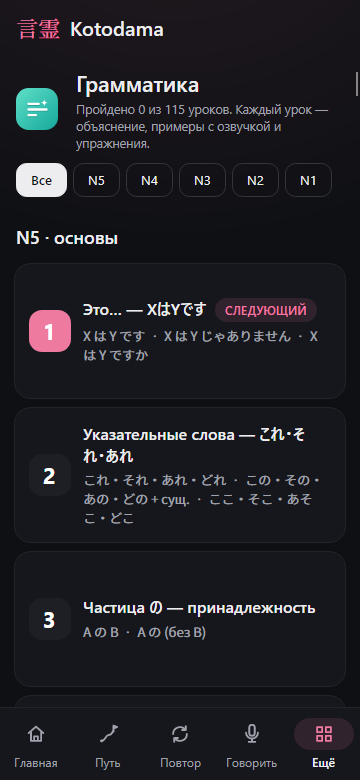 言霊 Kotodama
Грамматика
Пройдено 0 из 115 уроков. Каждый урок —
объяснение, примеры с озвучкой и
упражнения.
Все N5 N4 N3 N2 N1
N5 · основы
1
Это… — XはYです СЛЕДУЮЩИЙ
X は Y です · X は Y じゃありません · X
は Y ですか
2
Указательные слова — これ・そ
れ・あれ
これ・それ・あれ・どれ · この・その・
あの・どの + сущ. · ここ・そこ・あそ
こ・どこ
3
Частица の — принадлежность
A の B · A の (без B)
Главная Путь Повтор Говорить Ещё